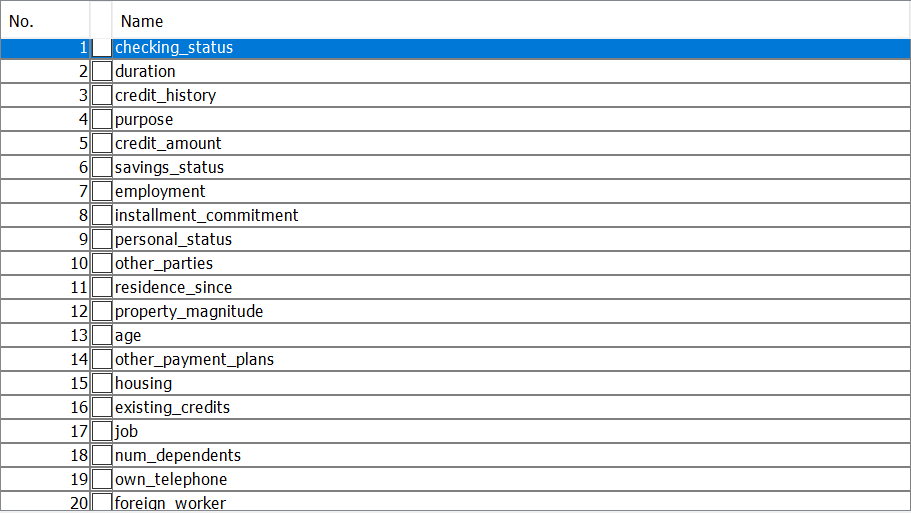 No. Name
1 checking_status
2 duration
3 credit_history
4 purpose
5 credit_amount
6 savings_status
7 employment
8 installment_commitment
9 personal_status
10 other_parties
11 residence_since
12 property_magnitude
13 age
14 other_payment_plans
15 housing
16 existing_credits
17 job
18 num_dependents
19 own_telephone
20 foreign_worker